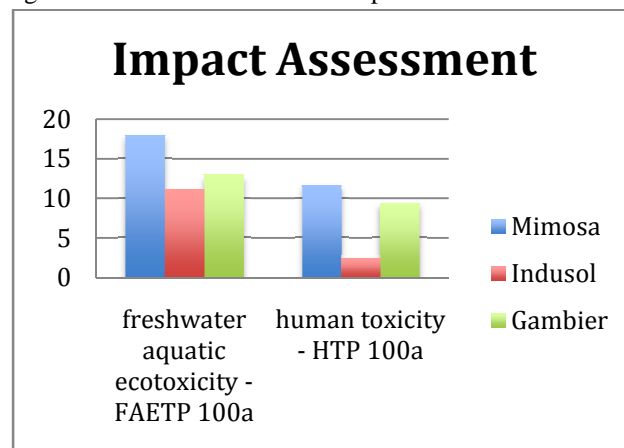 Impact Assessment
20
15
10
5
0
Mimosa
Indusol
Gambier
freshwater
aquatic
ecotoxicity -
FAETP 100a
human toxicity
- HTP 100a